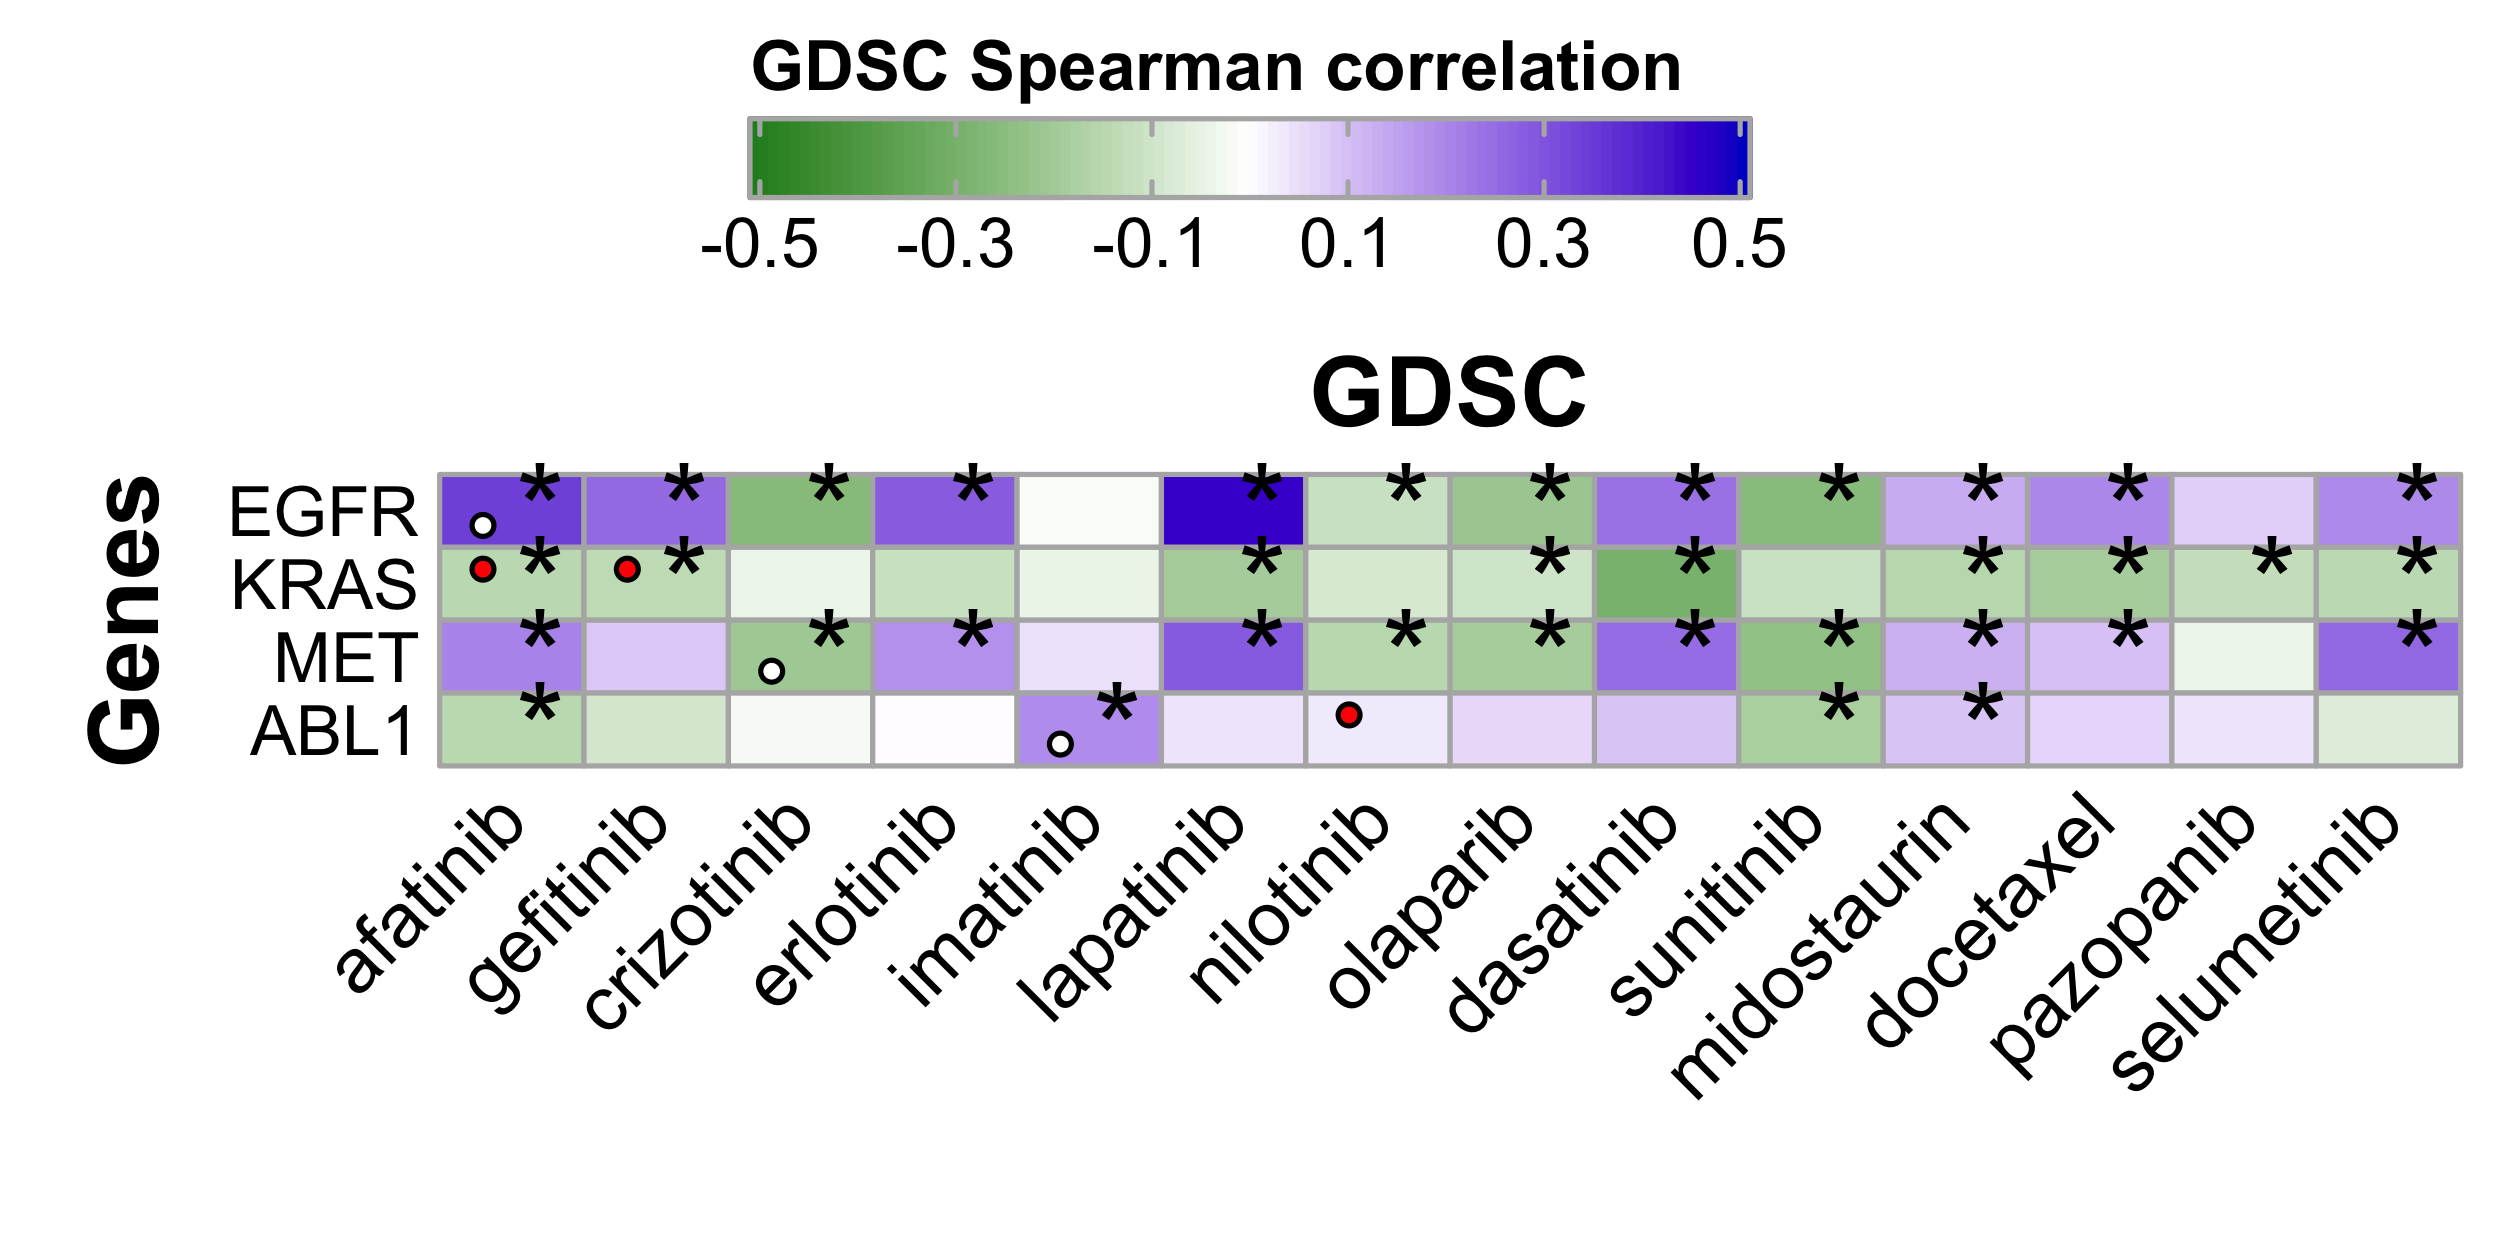 GDSC Spearman correlation
-0.5 -0.3 -0.1 0.1 0.3 0.5
GDSC
Genes
EGFR * * * * * * * * * * * *
KRAS * * * * * * * * *
MET * * * * * * * * * * *
ABL1 * * * *
afatinib gefitinib crizotinib erlotinib imatinib lapatinib nilotinib olaparib dasatinib sunitinib midostaurin docetaxel pazopanib selumetinib